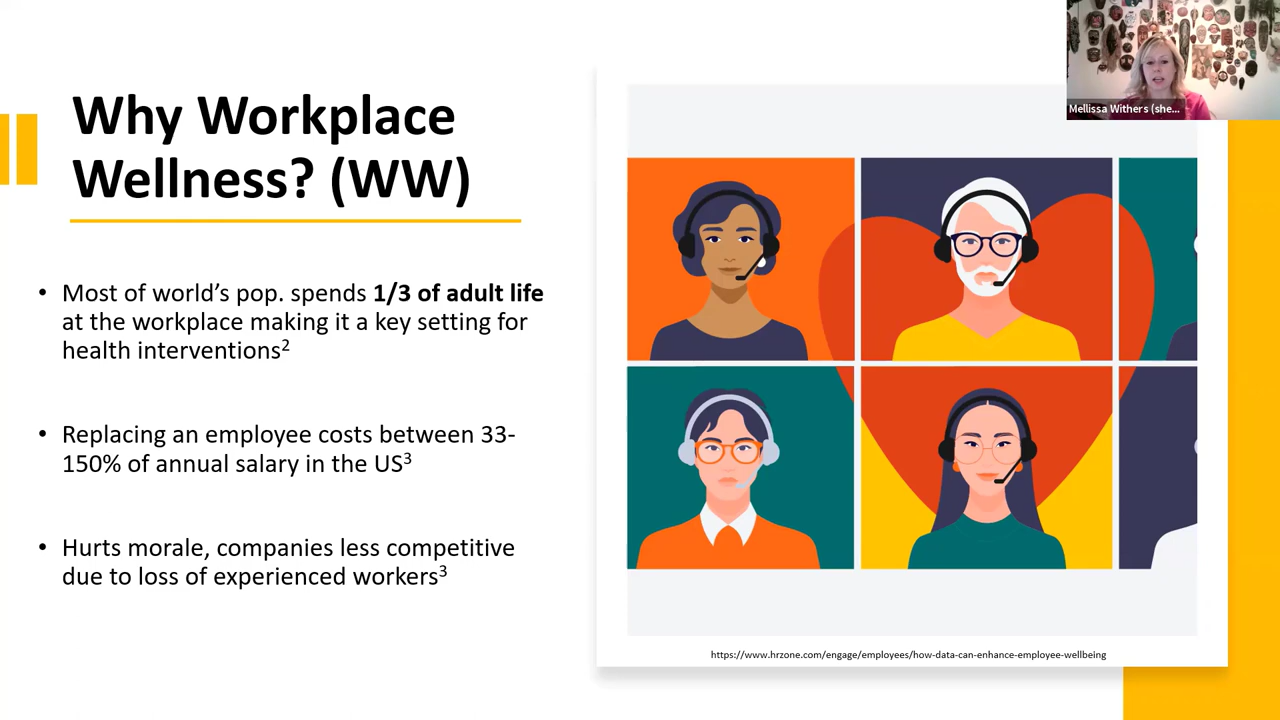 Why Workplace
Wellness? (WW)
• Most of world’s pop. spends 1/3 of adult life
at the workplace making it a key setting for
health interventions²
• Replacing an employee costs between 33-
150% of annual salary in the US³
• Hurts morale, companies less competitive
due to loss of experienced workers³
Mellissa Withers (she...
https://www.hrzone.com/engage/employees/how-data-can-enhance-employee-wellbeing